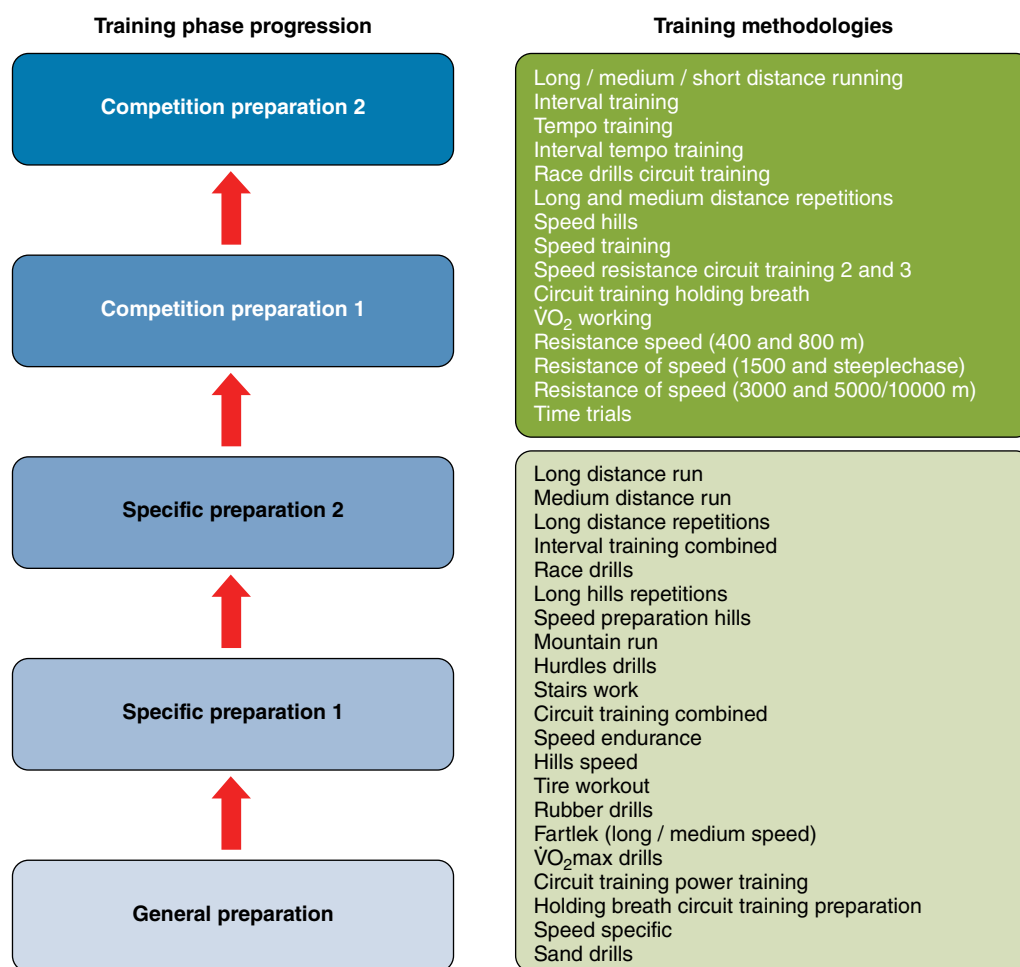 Training phase progression
Competition preparation 2
Competition preparation 1
Specific preparation 2
Specific preparation 1
General preparation
Training methodologies
Long / medium / short distance running
Interval training
Tempo training
Interval tempo training
Race drills circuit training
Long and medium distance repetitions
Speed hills
Speed training
Speed resistance circuit training 2 and 3
Circuit training holding breath
V̇O₂ working
Resistance speed (400 and 800 m)
Resistance of speed (1500 and steeplechase)
Resistance of speed (3000 and 5000/10000 m)
Time trials
Long distance run
Medium distance run
Long distance repetitions
Interval training combined
Race drills
Long hills repetitions
Speed preparation hills
Mountain run
Hurdles drills
Stairs work
Circuit training combined
Speed endurance
Hills speed
Tire workout
Rubber drills
Fartlek (long / medium speed)
V̇O₂max drills
Circuit training power training
Holding breath circuit training preparation
Speed specific
Sand drills